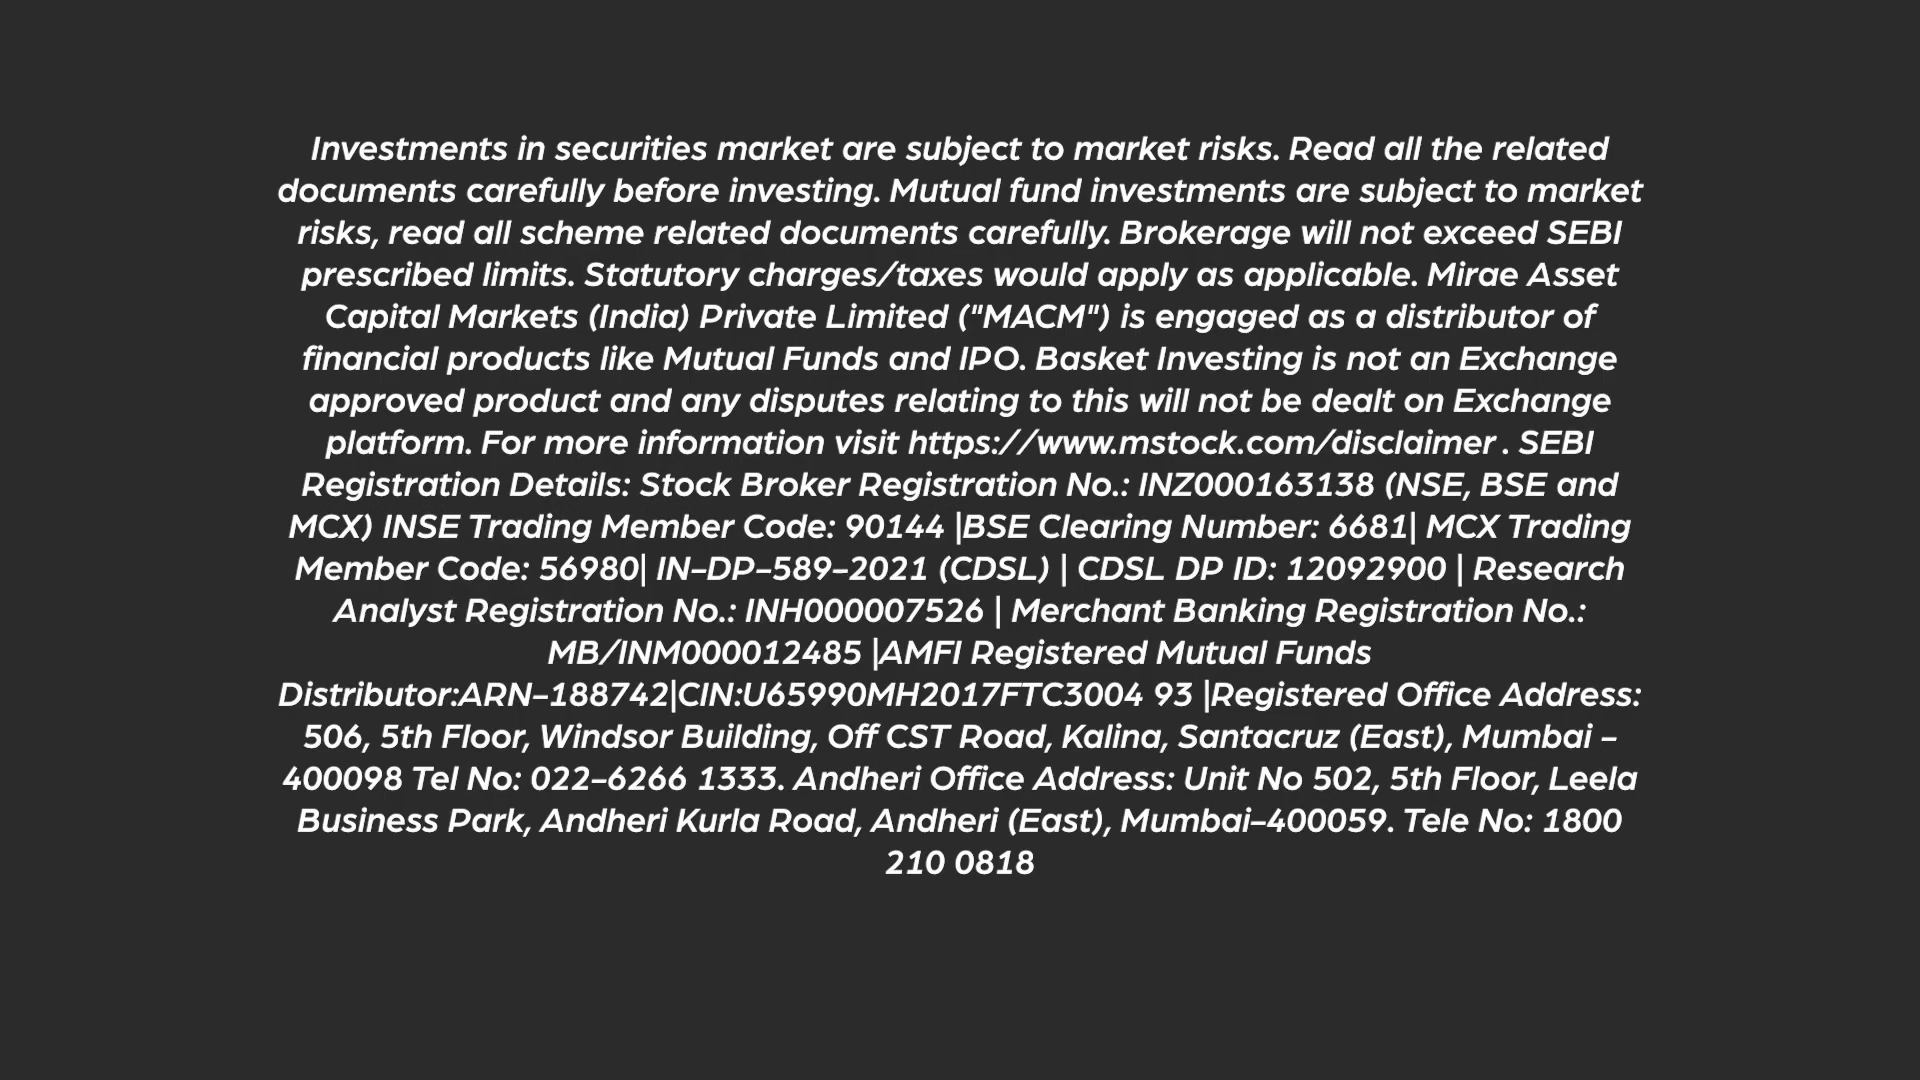 Investments in securities market are subject to market risks. Read all the related
documents carefully before investing. Mutual fund investments are subject to market
risks, read all scheme related documents carefully. Brokerage will not exceed SEBI
prescribed limits. Statutory charges/taxes would apply as applicable. Mirae Asset
Capital Markets (India) Private Limited ("MACM") is engaged as a distributor of
financial products like Mutual Funds and IPO. Basket Investing is not an Exchange
approved product and any disputes relating to this will not be dealt on Exchange
platform. For more information visit https://www.mstock.com/disclaimer . SEBI
Registration Details: Stock Broker Registration No.: INZ000163138 (NSE, BSE and
MCX) INSE Trading Member Code: 90144 |BSE Clearing Number: 6681| MCX Trading
Member Code: 56980| IN-DP-589-2021 (CDSL) | CDSL DP ID: 12092900 | Research
Analyst Registration No.: INH000007526 | Merchant Banking Registration No.:
MB/INM000012485 |AMFI Registered Mutual Funds
Distributor:ARN-188742|CIN:U65990MH2017FTC3004 93 |Registered Office Address:
506, 5th Floor, Windsor Building, Off CST Road, Kalina, Santacruz (East), Mumbai -
400098 Tel No: 022-6266 1333. Andheri Office Address: Unit No 502, 5th Floor, Leela
Business Park, Andheri Kurla Road, Andheri (East), Mumbai-400059. Tele No: 1800
210 0818